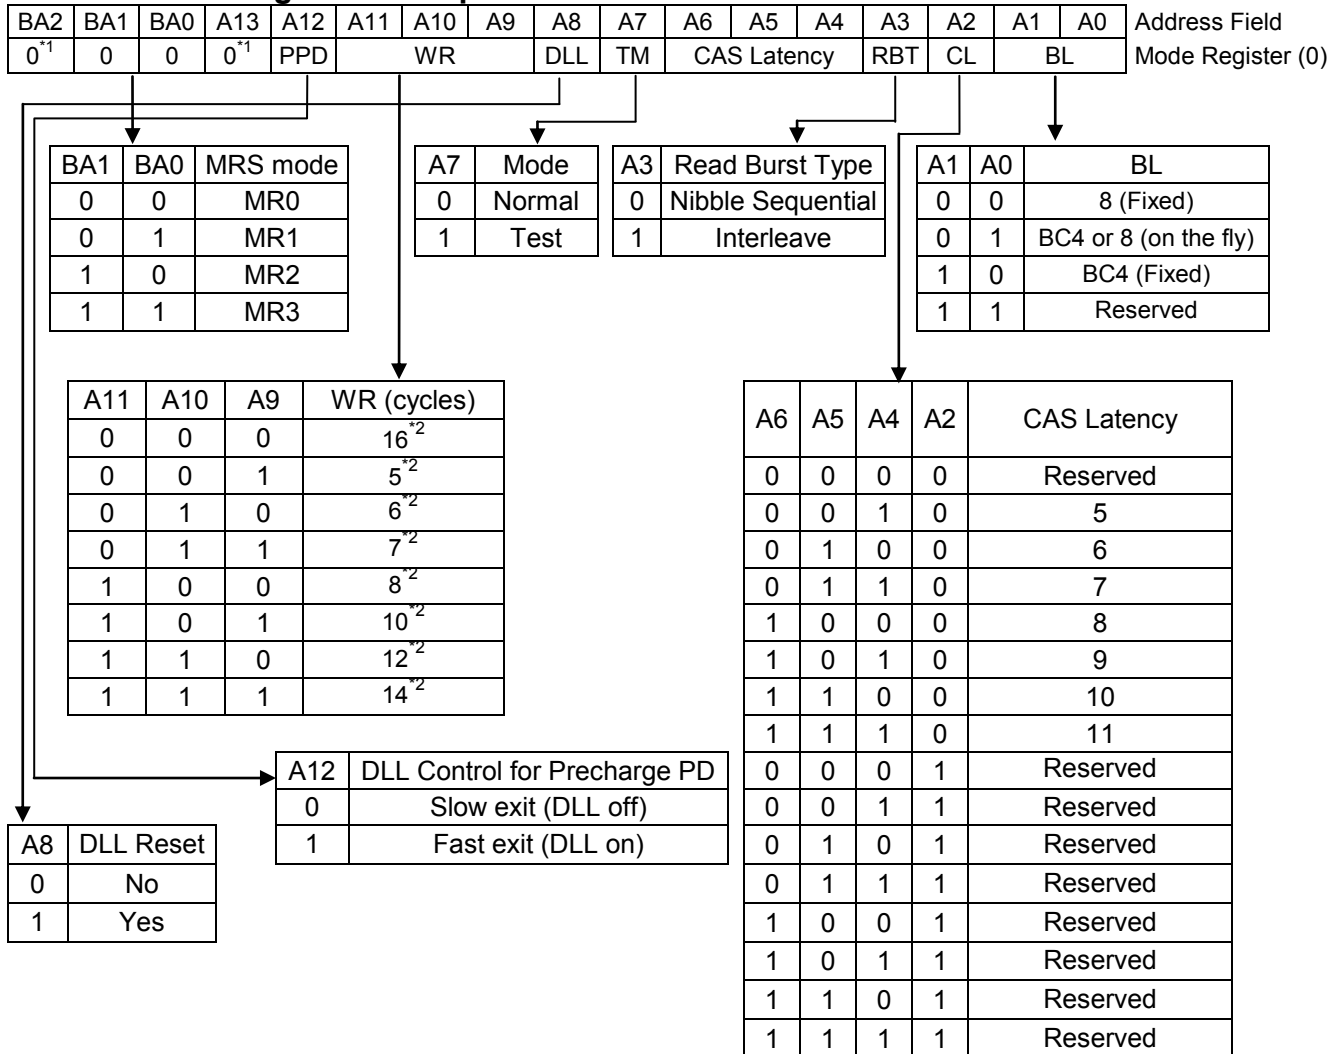 BA2 BA1 BA0 A13 A12 A11 A10 A9 A8 A7 A6 A5 A4 A3 A2 A1 A0 Address Field
0*1 0 0 0*1 PPD WR DLL TM CAS Latency RBT CL BL Mode Register (0)
BA1 BA0 MRS mode
0 0 MR0
0 1 MR1
1 0 MR2
1 1 MR3
A7 Mode
0 Normal
1 Test
A3 Read Burst Type
0 Nibble Sequential
1 Interleave
A1 A0 BL
0 0 8 (Fixed)
0 1 BC4 or 8 (on the fly)
1 0 BC4 (Fixed)
1 1 Reserved
A11 A10 A9 WR (cycles)
0 0 0 16*2
0 0 1 5*2
0 1 0 6*2
0 1 1 7*2
1 0 0 8*2
1 0 1 10*2
1 1 0 12*2
1 1 1 14*2
A6 A5 A4 A2 CAS Latency
0 0 0 0 Reserved
0 0 1 0 5
0 1 0 0 6
0 1 1 0 7
1 0 0 0 8
1 0 1 0 9
1 1 0 0 10
1 1 1 0 11
0 0 0 1 Reserved
0 0 1 1 Reserved
0 1 0 1 Reserved
0 1 1 1 Reserved
1 0 0 1 Reserved
1 0 1 1 Reserved
1 1 0 1 Reserved
1 1 1 1 Reserved
A12 DLL Control for Precharge PD
0 Slow exit (DLL off)
1 Fast exit (DLL on)
A8 DLL Reset
0 No
1 Yes